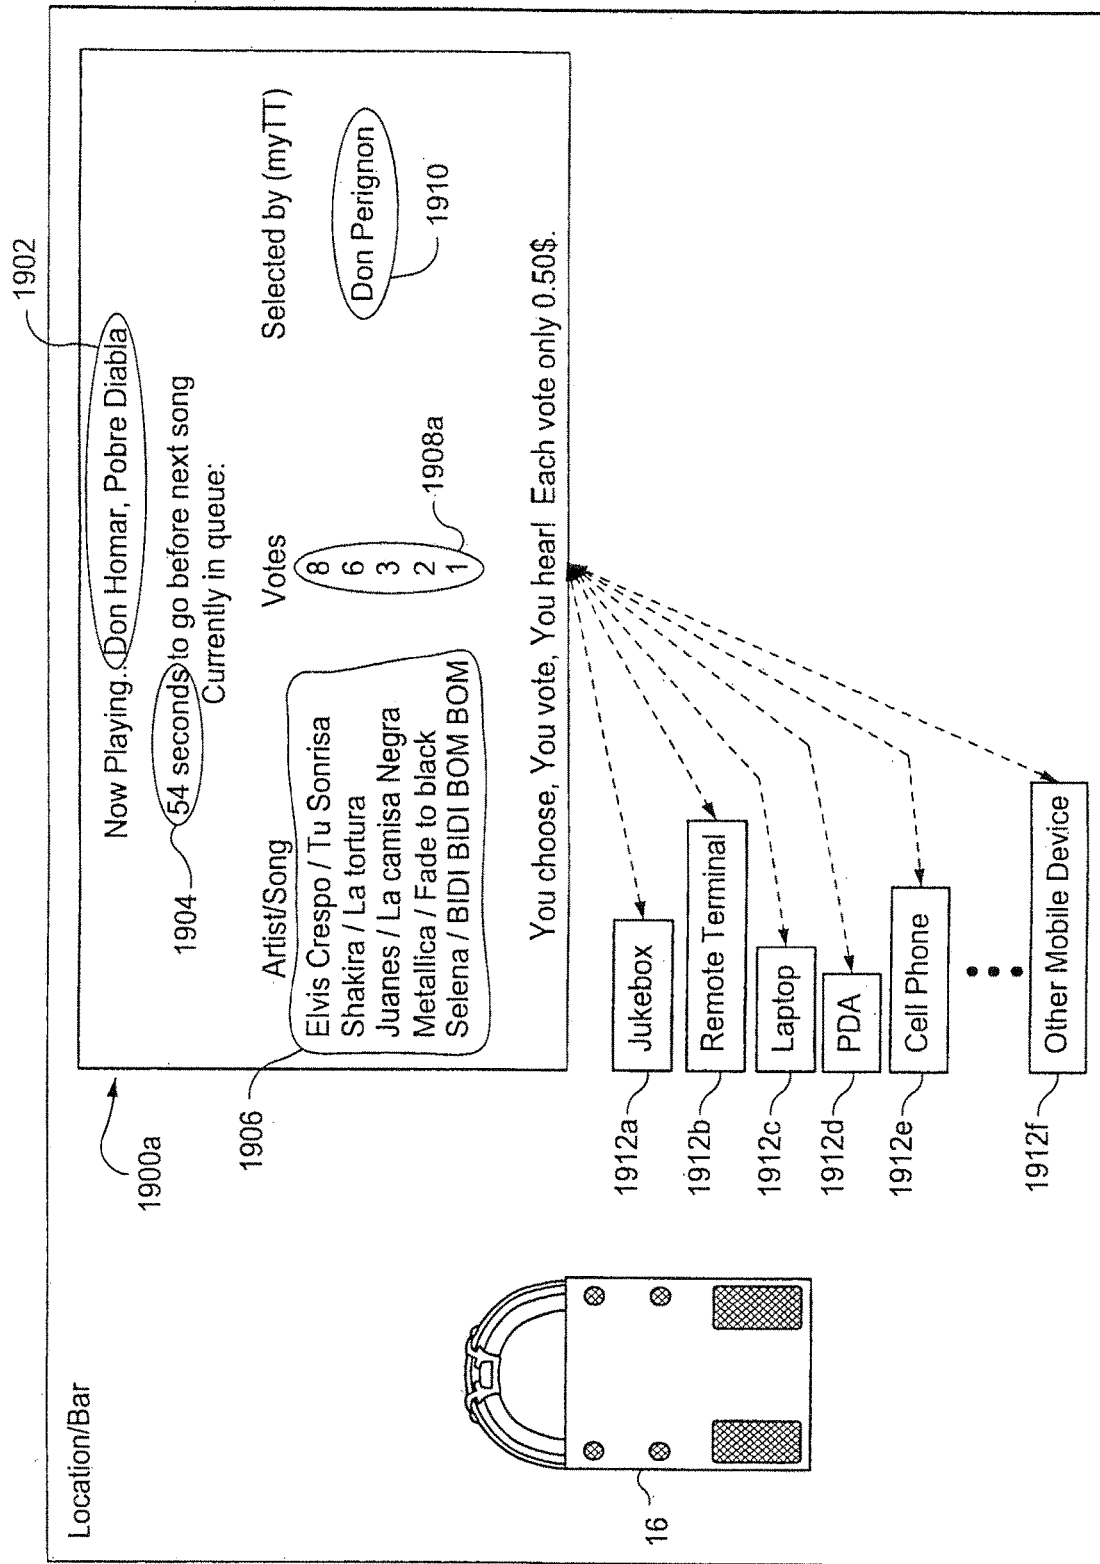 Location/Bar
1900a
1902
Now Playing: Don Homar, Pobre Diabla
1904
54 seconds to go before next song
Currently in queue:
1906
Artist/Song Votes Selected by (myTT)
Elvis Crespo / Tu Sonrisa 8 Don Perignon
Shakira / La tortura 6
Juanes / La camisa Negra 3
Metallica / Fade to black 2
Selena / BIDI BIDI BOM BOM 1
1908a
1910
You choose, You vote, You hear! Each vote only 0.50$.
16
1912a Jukebox
1912b Remote Terminal
1912c Laptop
1912d PDA
1912e Cell Phone
1912f Other Mobile Device